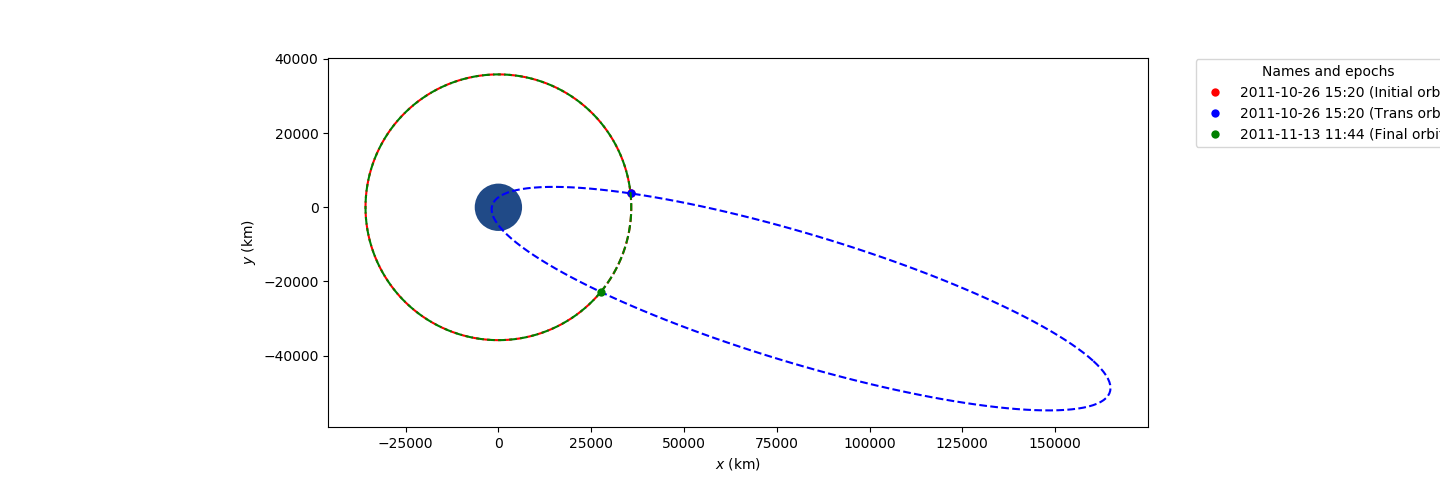 40000
20000
0
−20000
−40000
y (km)
−25000
0
25000
50000
75000
100000
125000
150000
x (km)
Names and epochs
2011-10-26 15:20 (Initial orb
2011-10-26 15:20 (Trans orb
2011-11-13 11:44 (Final orbi